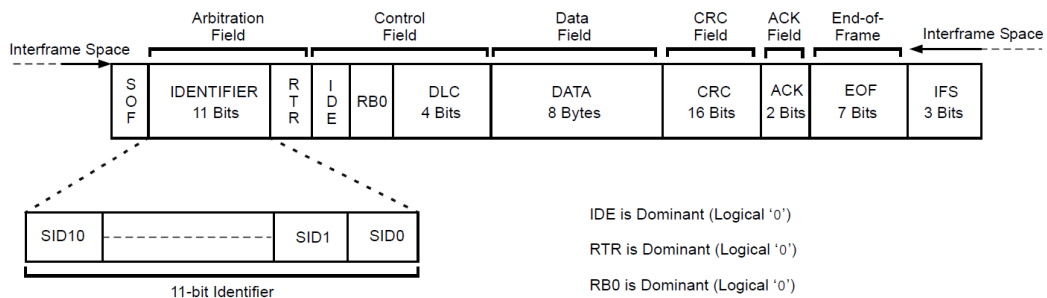 Arbitration Field
Control Field
Data Field
CRC Field
ACK Field
End-of-Frame
Interframe Space
Interframe Space
SOF
IDENTIFIER 11 Bits
RTR
IDE
RB0
DLC 4 Bits
DATA 8 Bytes
CRC 16 Bits
ACK 2 Bits
EOF 7 Bits
IFS 3 Bits
SID10
SID1
SID0
11-bit Identifier
IDE is Dominant (Logical ‘0’)
RTR is Dominant (Logical ‘0’)
RB0 is Dominant (Logical ‘0’)